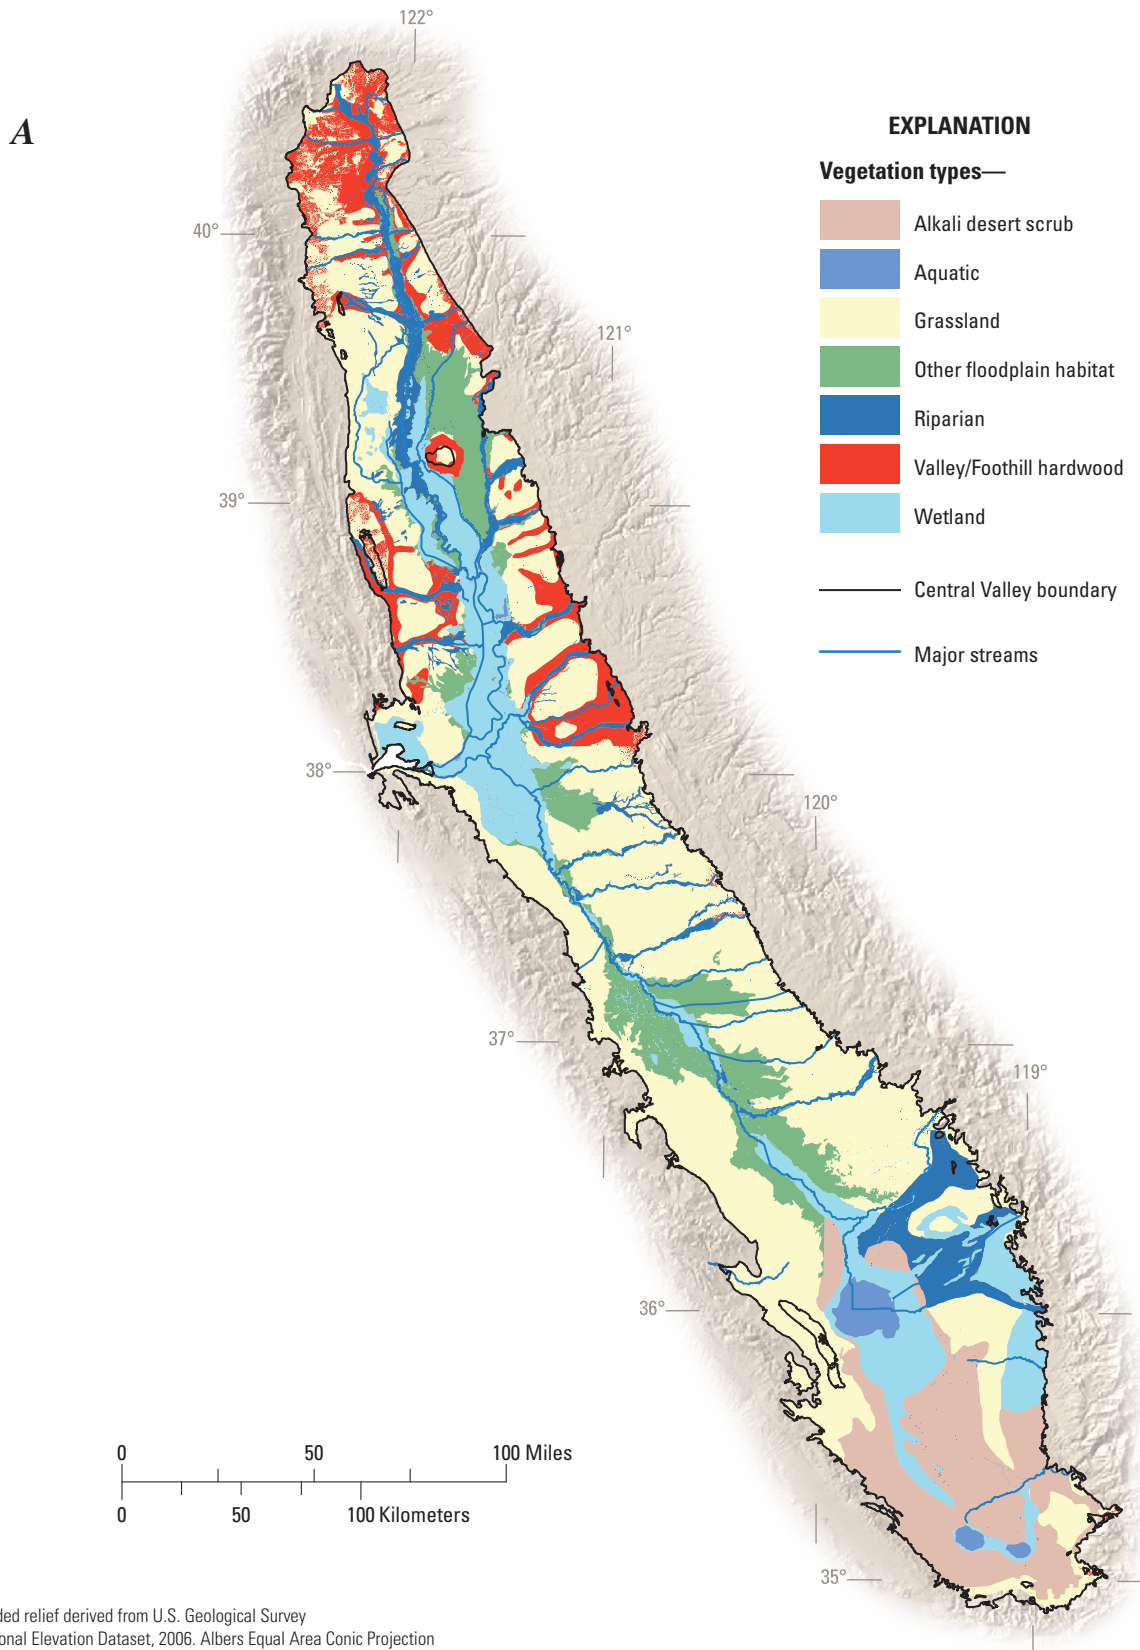 122°
A
EXPLANATION
Vegetation types—
Alkali desert scrub
40°
Aquatic
Grassland
121°
Other floodplain habitat
Riparian
Valley/Foothill hardwood
39°
Wetland
Central Valley boundary
Major streams
38°
120°
37°
119°
36°
0 50 100 Miles
0 50 100 Kilometers
35°
ded relief derived from U.S. Geological Survey
onal Elevation Dataset, 2006. Albers Equal Area Conic Projection